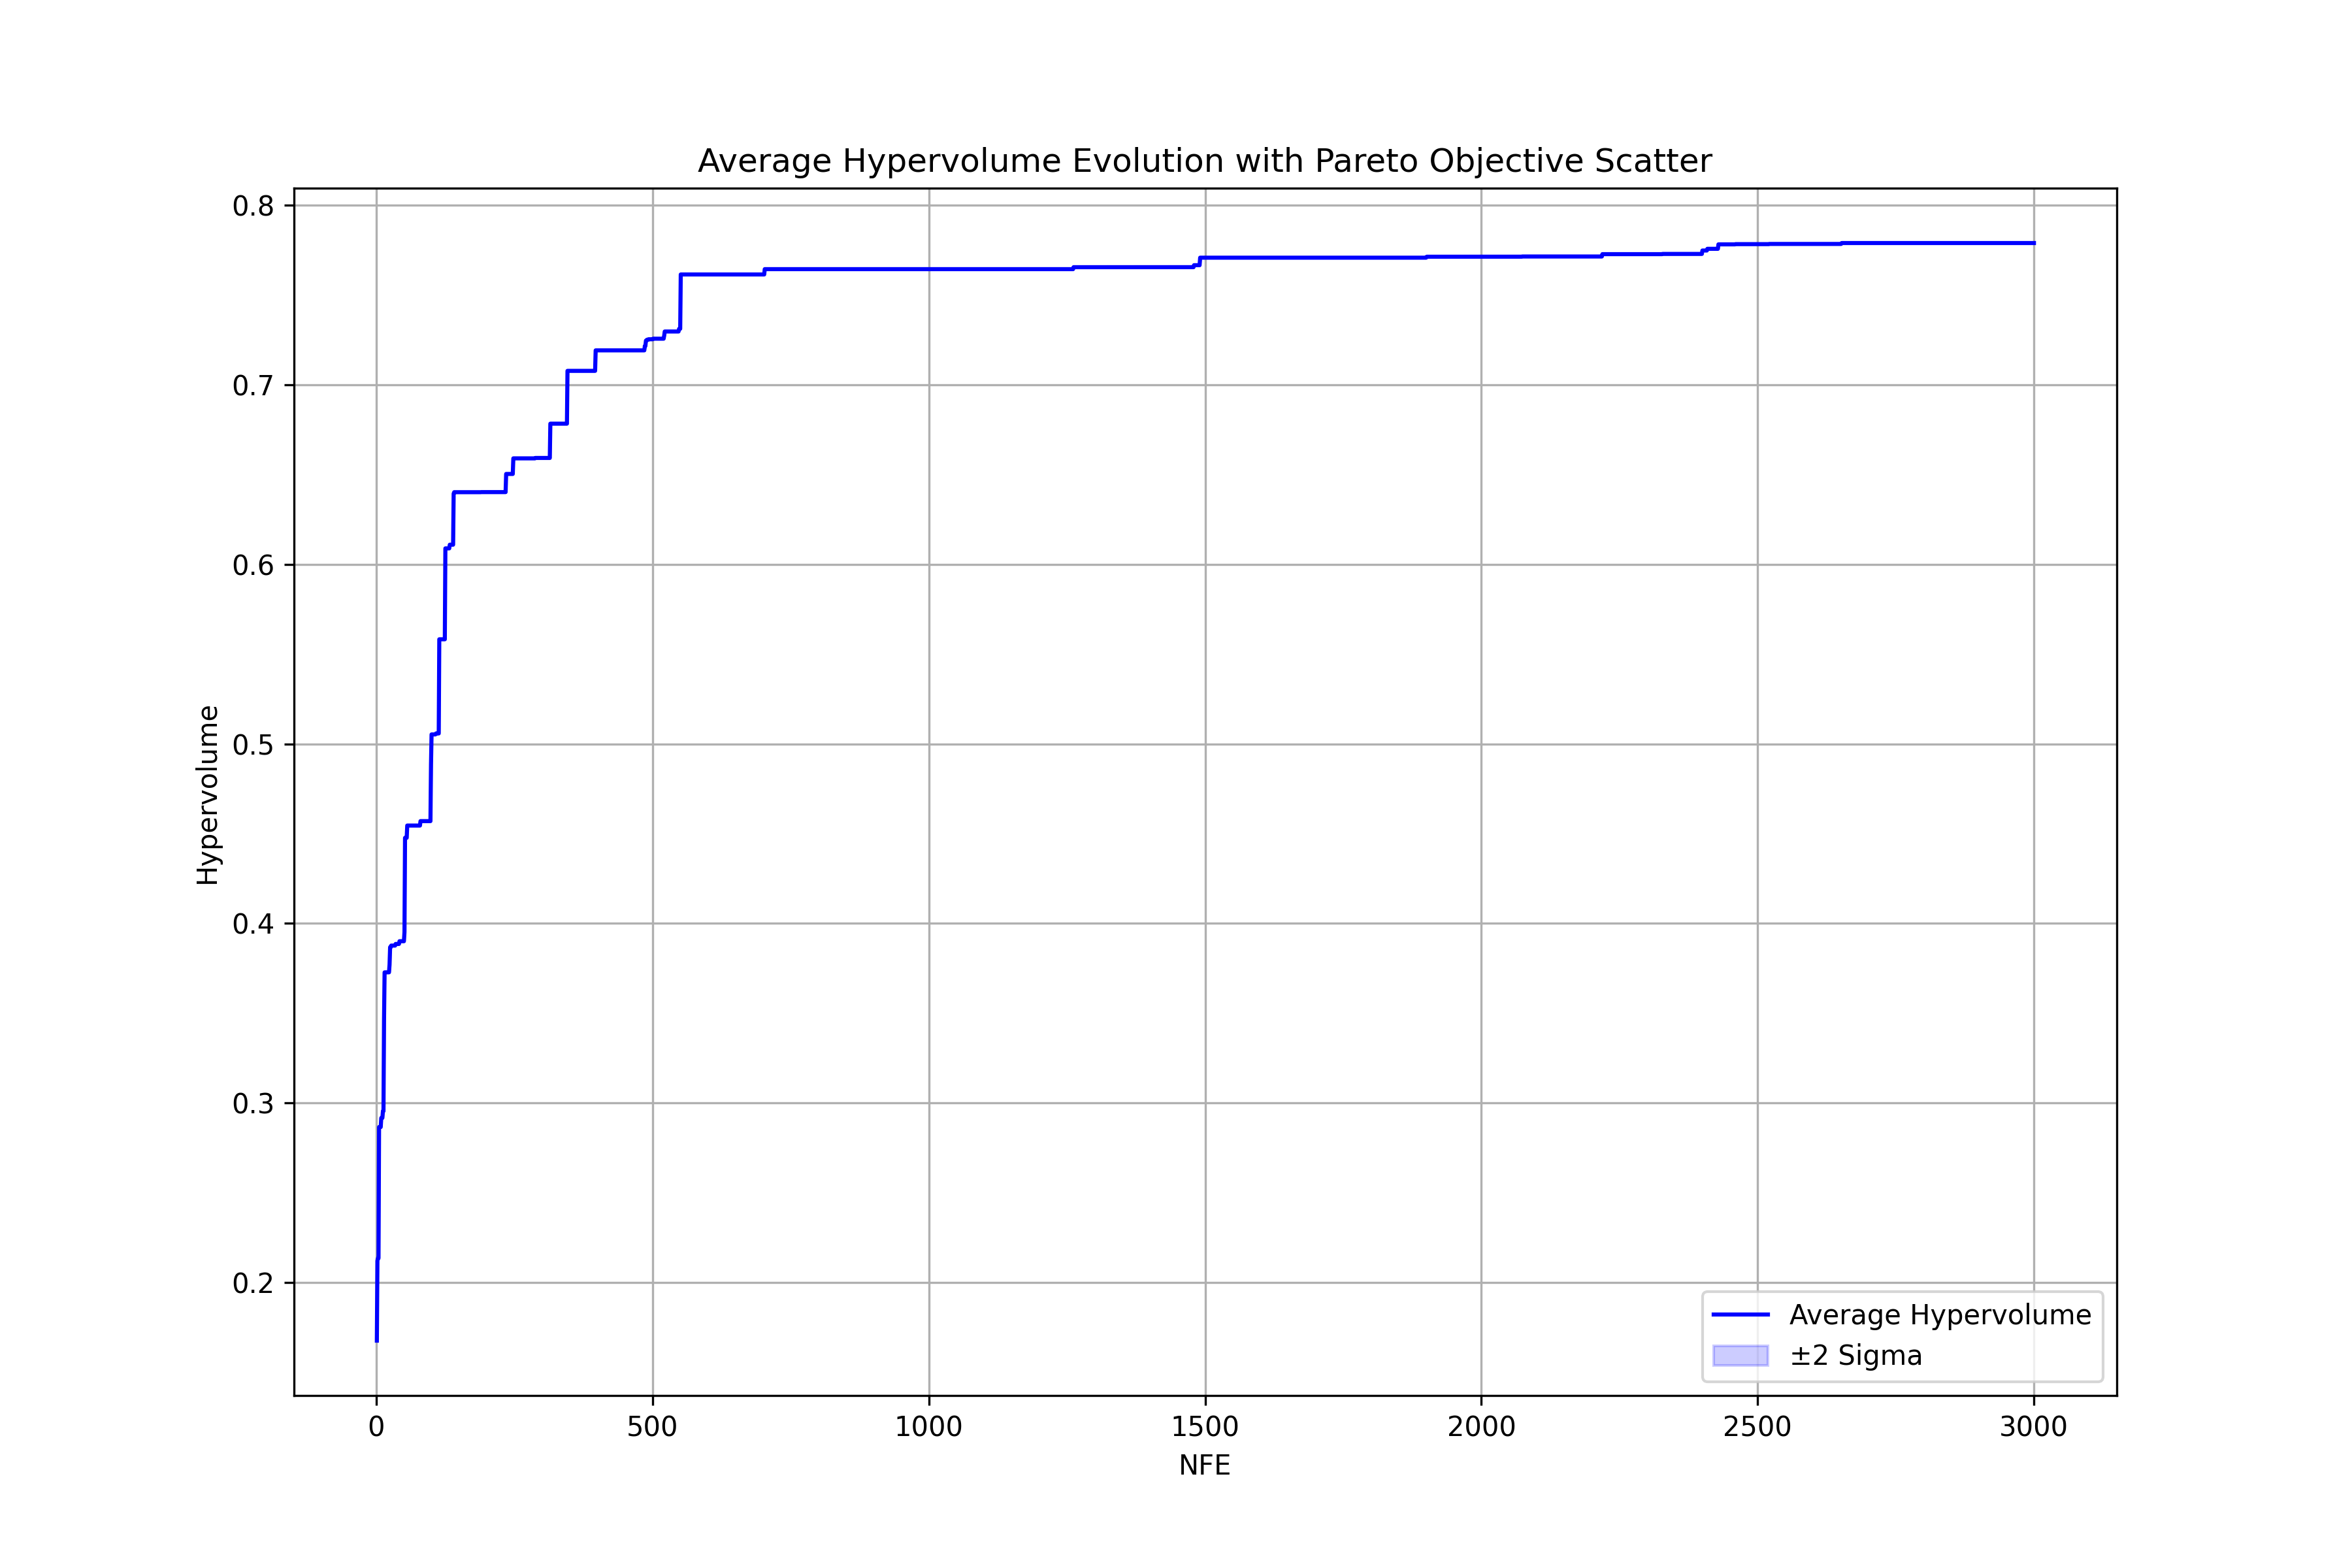 Average Hypervolume Evolution with Pareto Objective Scatter
0.8
0.7
0.6
0.5
0.4
0.3
0.2
Hypervolume
0
500
1000
1500
2000
2500
3000
NFE
Average Hypervolume
±2 Sigma